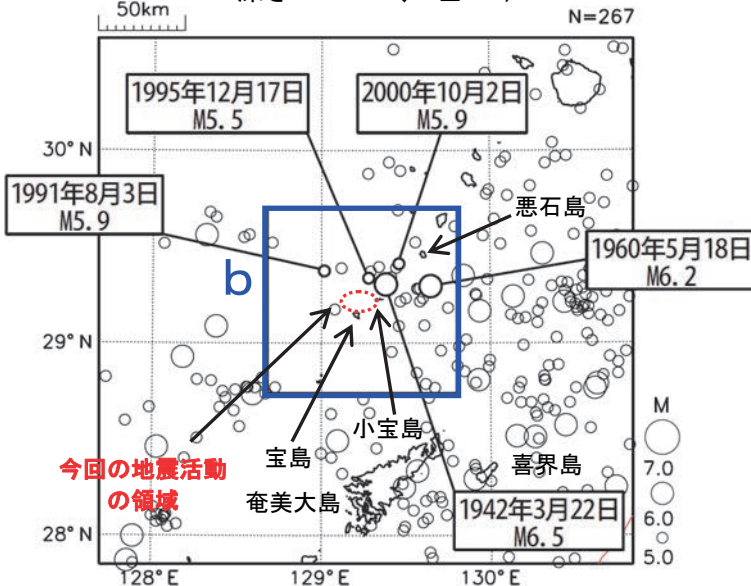 50km
N=267
1995年12月17日
M5.5
2000年10月2日
M5.9
30°N
1991年8月3日
M5.9
悪石島
1960年5月18日
M6.2
b
29°N
小宝島
宝島
今回の地震活動
の領域
奄美大島
喜界島
1942年3月22日
M6.5
M
7.0
6.0
5.0
28°N
128°E
129°E
130°E